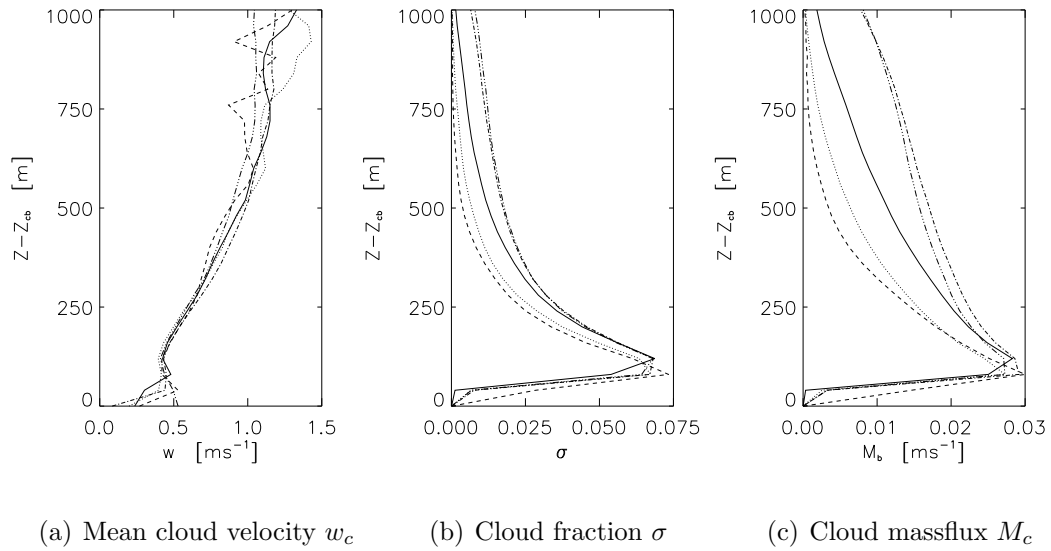 1000
750
500
250
0
Z−Z_cb [m]
0.0 0.5 1.0 1.5
w [ms⁻¹]
1000
750
500
250
0
Z−Z_cb [m]
0.000 0.025 0.050 0.075
σ
1000
750
500
250
0
Z−Z_cb [m]
0.00 0.01 0.02 0.03
M_b [ms⁻¹]
(a) Mean cloud velocity w_c
(b) Cloud fraction σ
(c) Cloud massflux M_c